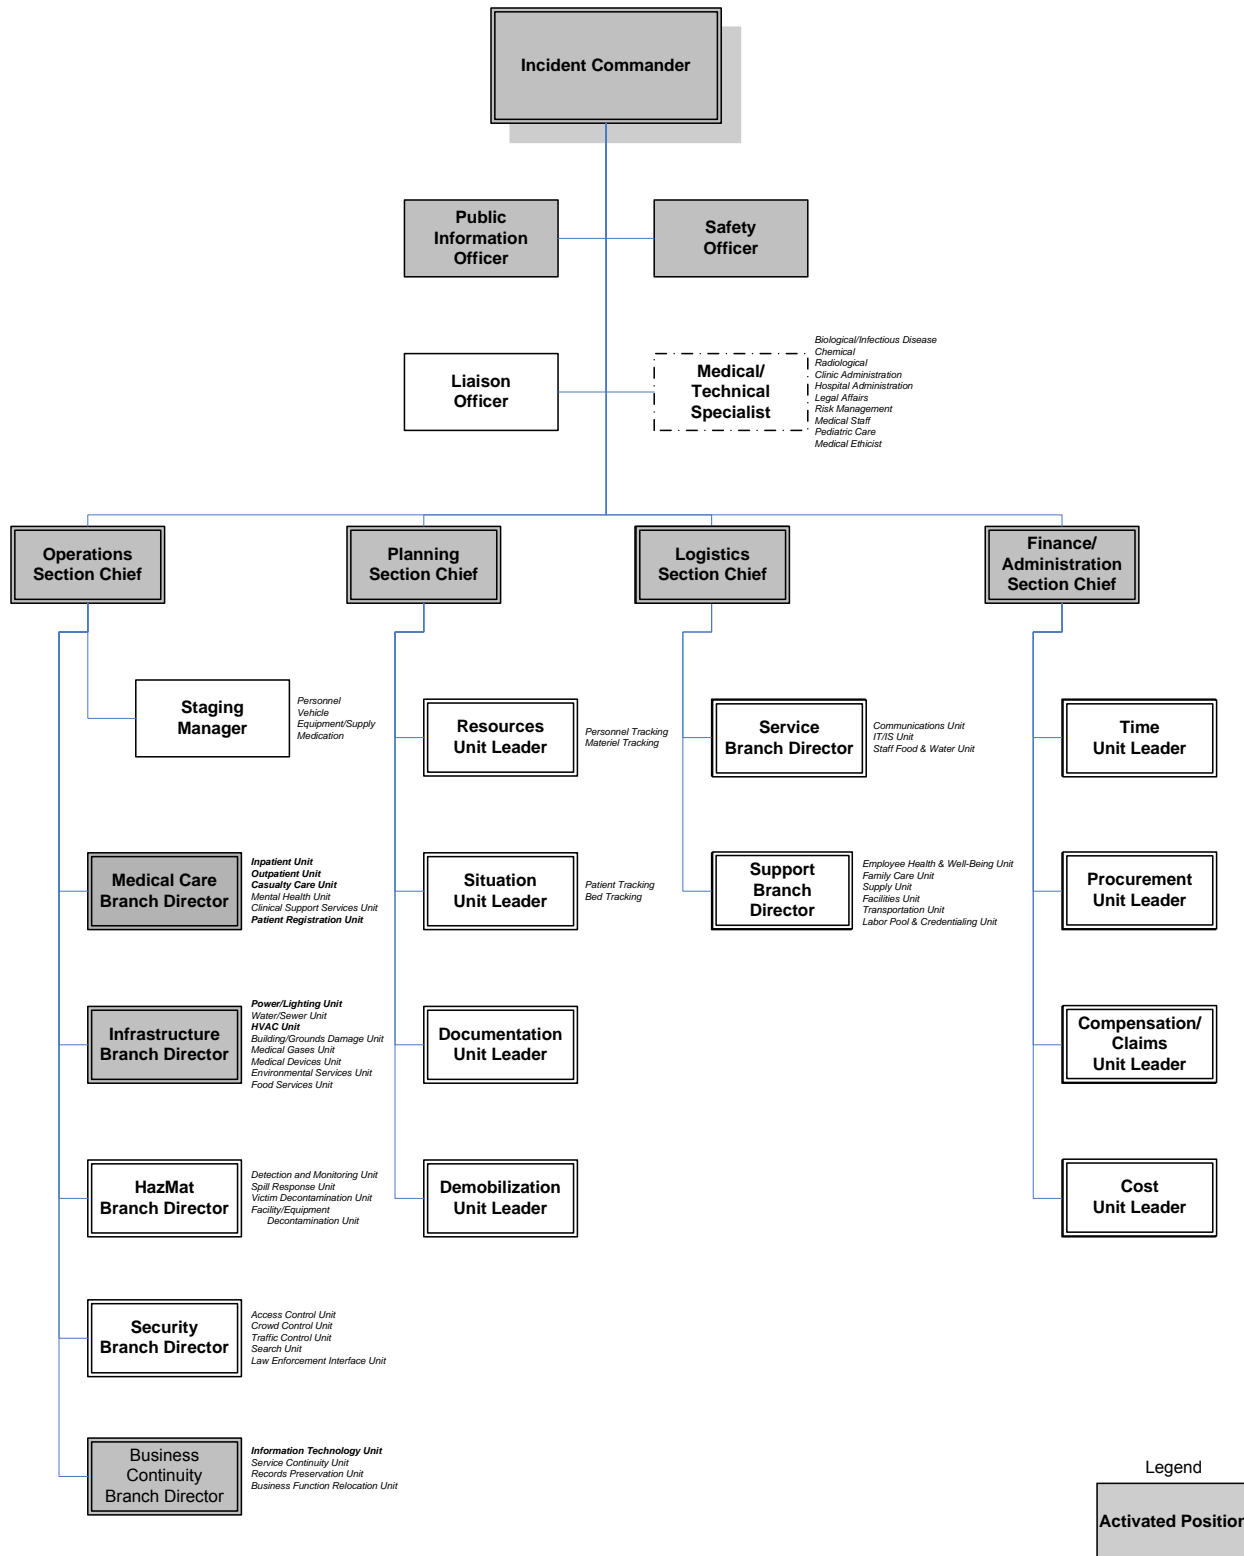 Incident Commander
Public
Information
Officer
Safety
Officer
Liaison
Officer
Medical/
Technical
Specialist
Biological/Infectious Disease
Chemical
Radiological
Clinic Administration
Hospital Administration
Legal Affairs
Risk Management
Medical Staff
Pediatric Care
Medical Ethicist
Operations
Section Chief
Planning
Section Chief
Logistics
Section Chief
Finance/
Administration
Section Chief
Staging
Manager
Personnel
Vehicle
Equipment/Supply
Medication
Resources
Unit Leader
Personnel Tracking
Materiel Tracking
Service
Branch Director
Communications Unit
IT/IS Unit
Staff Food & Water Unit
Time
Unit Leader
Medical Care
Branch Director
Inpatient Unit
Outpatient Unit
Casualty Care Unit
Mental Health Unit
Clinical Support Services Unit
Patient Registration Unit
Situation
Unit Leader
Patient Tracking
Bed Tracking
Support
Branch
Director
Employee Health & Well-Being Unit
Family Care Unit
Supply Unit
Facilities Unit
Transportation Unit
Labor Pool & Credentialing Unit
Procurement
Unit Leader
Infrastructure
Branch Director
Power/Lighting Unit
Water/Sewer Unit
HVAC Unit
Building/Grounds Damage Unit
Medical Gases Unit
Medical Devices Unit
Environmental Services Unit
Food Services Unit
Documentation
Unit Leader
Compensation/
Claims
Unit Leader
HazMat
Branch Director
Detection and Monitoring Unit
Spill Response Unit
Victim Decontamination Unit
Facility/Equipment
Decontamination Unit
Demobilization
Unit Leader
Cost
Unit Leader
Security
Branch Director
Access Control Unit
Crowd Control Unit
Traffic Control Unit
Search Unit
Law Enforcement Interface Unit
Business
Continuity
Branch Director
Information Technology Unit
Service Continuity Unit
Records Preservation Unit
Business Function Relocation Unit
Legend
Activated Position